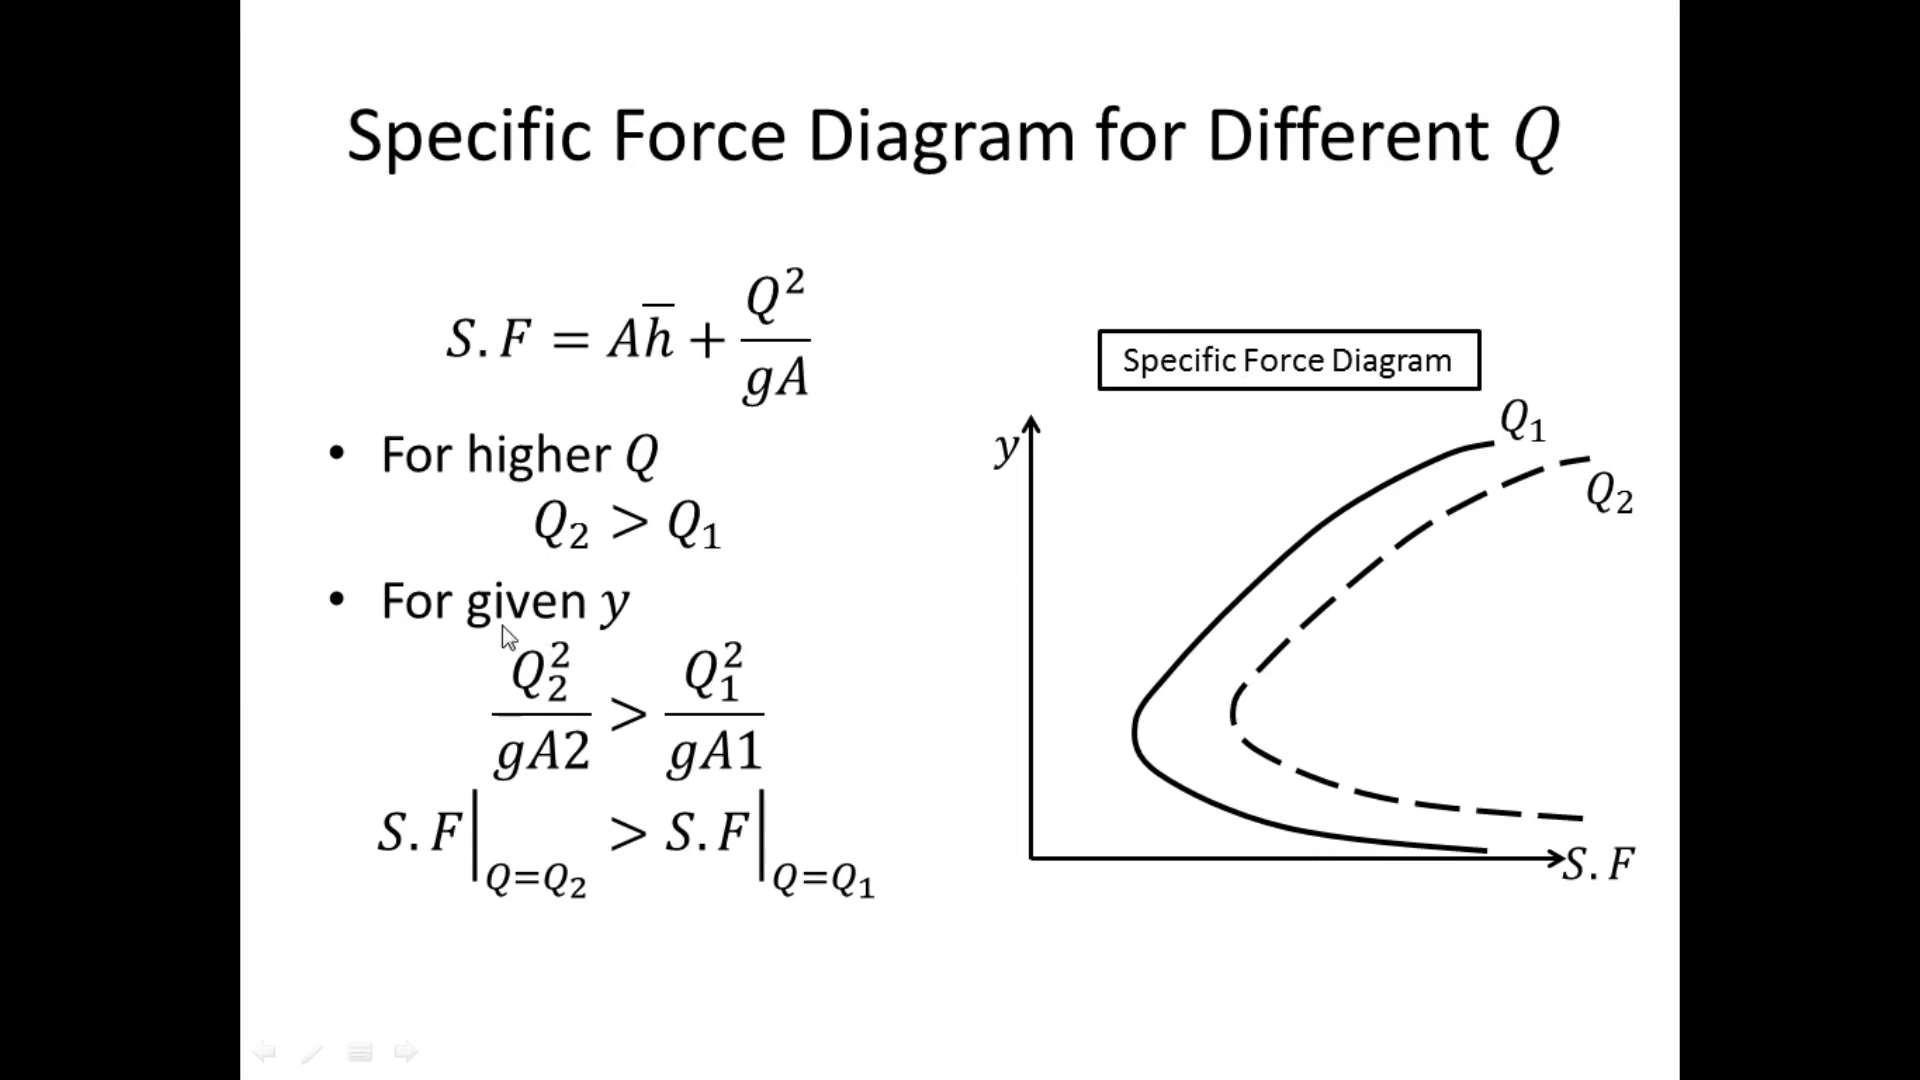 Specific Force Diagram for Different Q
S.F = Ah̅ + Q²/gA
• For higher Q
Q₂ > Q₁
• For given y
Q₂²/gA2 > Q₁²/gA1
S.F|Q=Q₂ > S.F|Q=Q₁
Specific Force Diagram
y
Q₁
Q₂
S.F